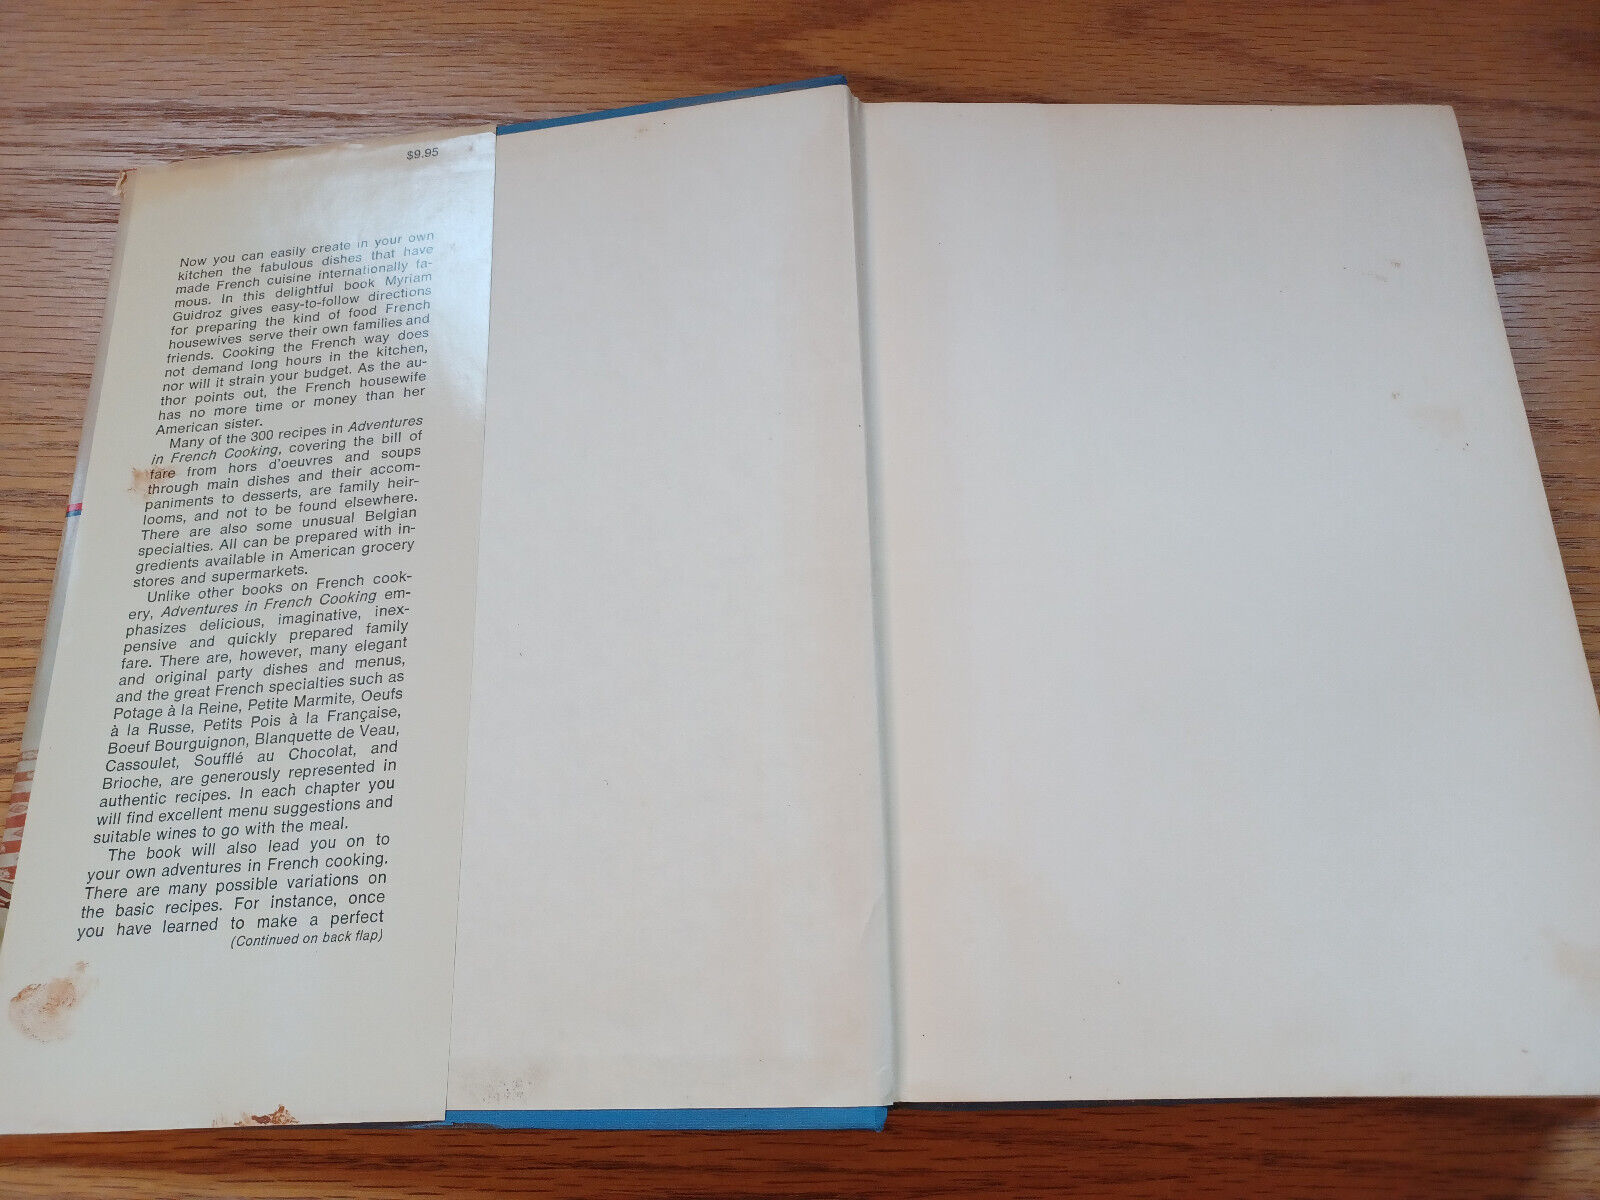 $9.95
Now you can easily create in your own
kitchen the fabulous dishes that have
made French cuisine internationally fa-
mous. In this delightful book Myriam
Guidroz gives easy-to-follow directions
for preparing the kind of food French
housewives serve their own families and
friends. Cooking the French way does
not demand long hours in the kitchen,
nor will it strain your budget. As the au-
thor points out, the French housewife
has no more time or money than her
American sister.
Many of the 300 recipes in Adventures
in French Cooking, covering the bill of
fare from hors d'oeuvres and soups
through main dishes and their accom-
paniments to desserts, are family heir-
looms, and not to be found elsewhere.
There are also some unusual Belgian
specialties. All can be prepared with in-
gredients available in American grocery
stores and supermarkets.
Unlike other books on French cook-
ery, Adventures in French Cooking em-
phasizes delicious, imaginative, inex-
pensive and quickly prepared family
fare. There are, however, many elegant
and original party dishes and menus,
and the great French specialties such as
Potage à la Reine, Petite Marmite, Oeufs
à la Russe, Petits Pois à la Française,
Boeuf Bourguignon, Blanquette de Veau,
Cassoulet, Soufflé au Chocolat, and
Brioche, are generously represented in
authentic recipes. In each chapter you
will find excellent menu suggestions and
suitable wines to go with the meal.
The book will also lead you on to
your own adventures in French cooking.
There are many possible variations on
the basic recipes. For instance, once
you have learned to make a perfect
(Continued on back flap)